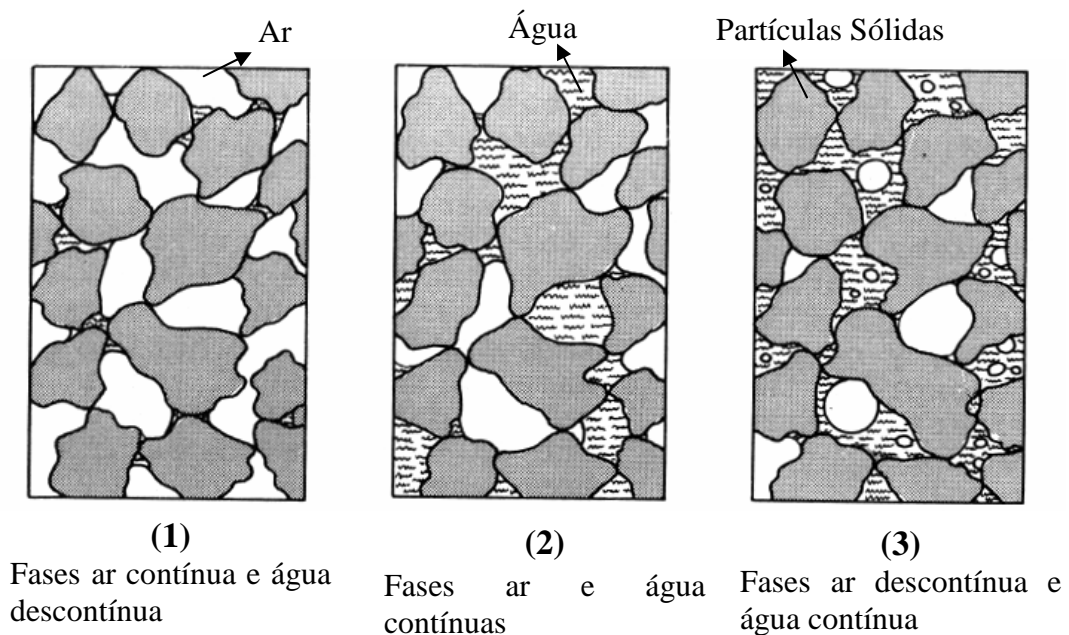 Ar
Água
Partículas Sólidas
(1)
Fases ar contínua e água
descontínua
(2)
Fases ar e água
contínuas
(3)
Fases ar descontínua e
água contínua